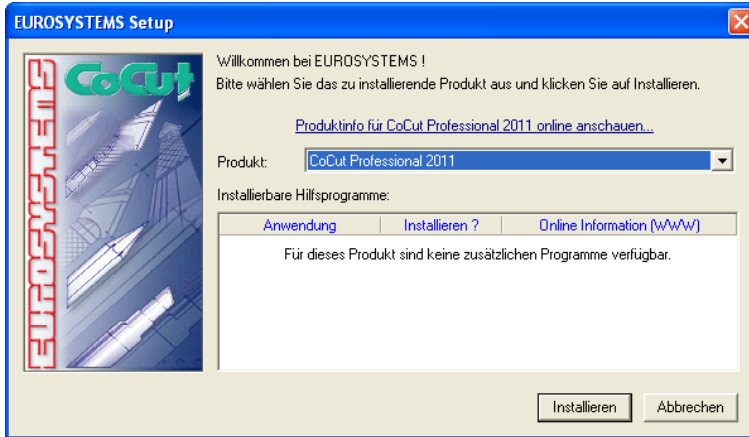 EUROSYSTEMS Setup
EUROSYSTEMS
CoCut
Willkommen bei EUROSYSTEMS !
Bitte wählen Sie das zu installierende Produkt aus und klicken Sie auf Installieren.
Produktinfo für CoCut Professional 2011 online anschauen...
Produkt: CoCut Professional 2011
Installierbare Hilfsprogramme:
Anwendung Installieren ? Online Information (WWW)
Für dieses Produkt sind keine zusätzlichen Programme verfügbar.
Installieren Abbrechen